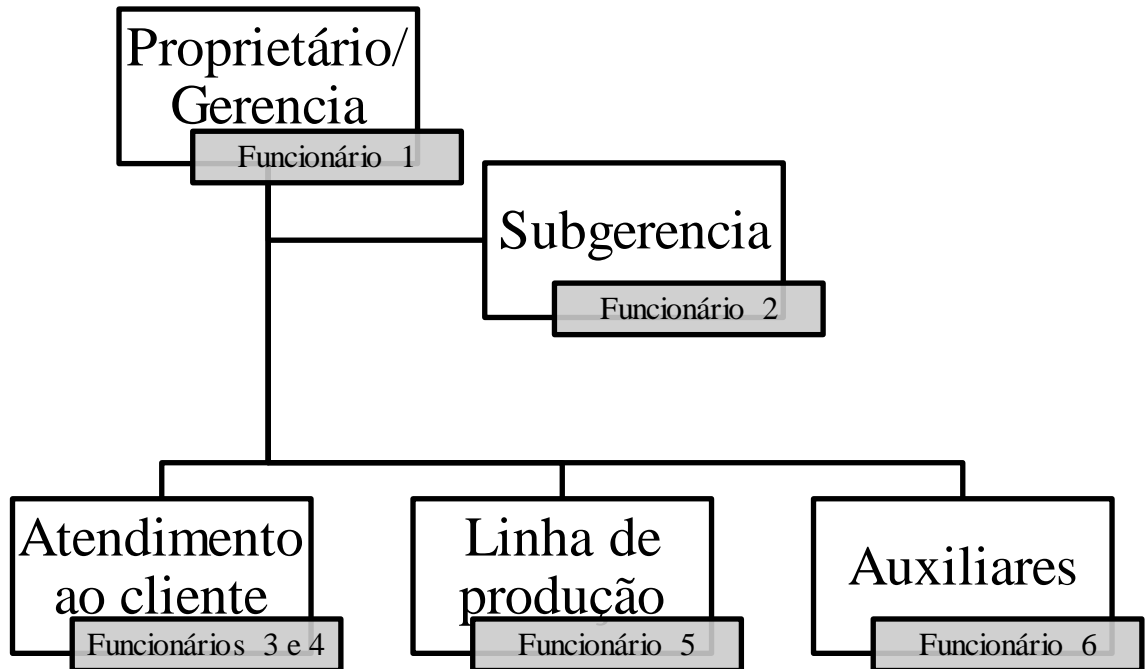 Proprietário/
Gerencia
Funcionário 1
Subgerencia
Funcionário 2
Atendimento
ao cliente
Funcionários 3 e 4
Linha de
produção
Funcionário 5
Auxiliares
Funcionário 6